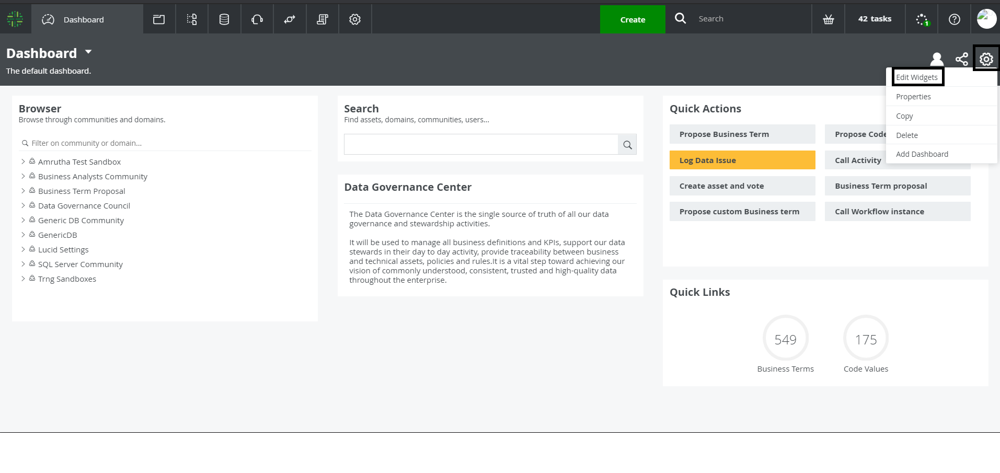 Dashboard
Create
Search
42 tasks
1
Dashboard
The default dashboard.
Edit Widgets
Properties
Copy
Delete
Add Dashboard
Browser
Browse through communities and domains.
Filter on community or domain...
Amrutha Test Sandbox
Business Analysts Community
Business Term Proposal
Data Governance Council
Generic DB Community
GenericDB
Lucid Settings
SQL Server Community
Trng Sandboxes
Search
Find assets, domains, communities, users...
Data Governance Center
The Data Governance Center is the single source of truth of all our data
governance and stewardship activities.
It will be used to manage all business definitions and KPIs, support our data
stewards in their day to day activity, provide traceability between business
and technical assets, policies and rules.It is a vital step toward achieving our
vision of commonly understood, consistent, trusted and high-quality data
throughout the enterprise.
Quick Actions
Propose Business Term
Propose Code
Log Data Issue
Call Activity
Create asset and vote
Business Term proposal
Propose custom Business term
Call Workflow instance
Quick Links
549
175
Business Terms
Code Values